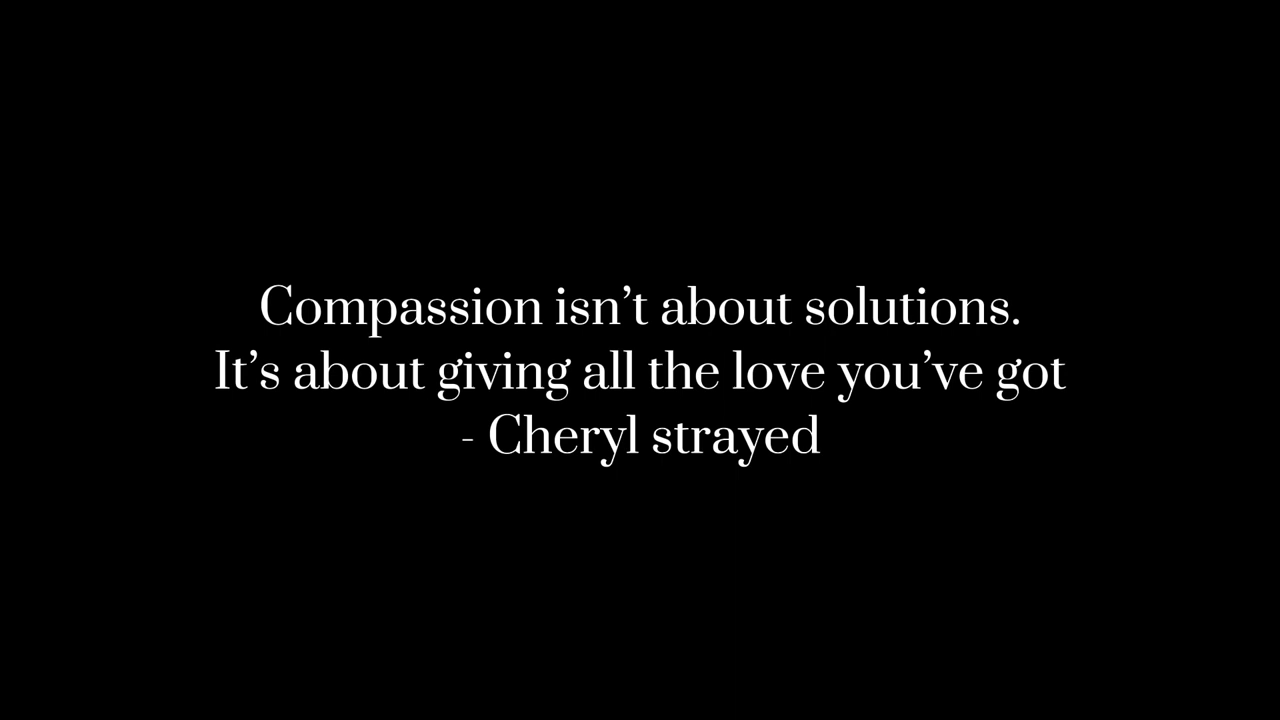 Compassion isn’t about solutions.
It’s about giving all the love you’ve got
- Cheryl strayed